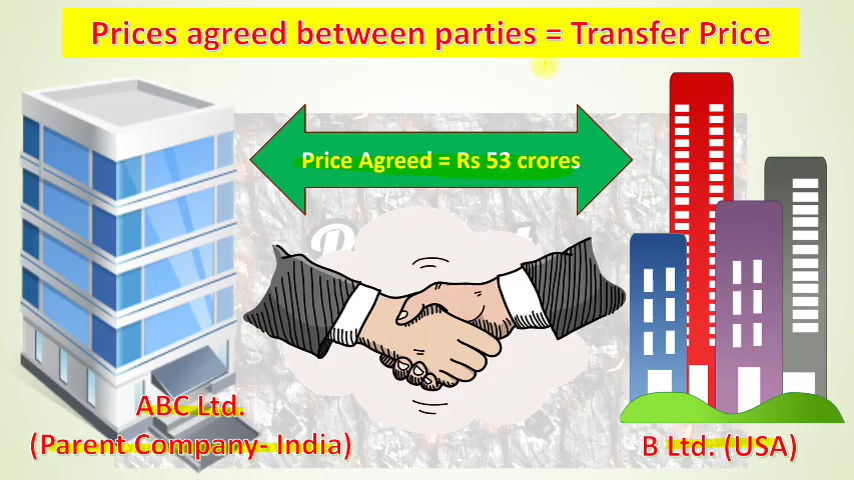 Prices agreed between parties = Transfer Price
Price Agreed = Rs 53 crores
ABC Ltd.
(Parent Company- India)
B Ltd. (USA)